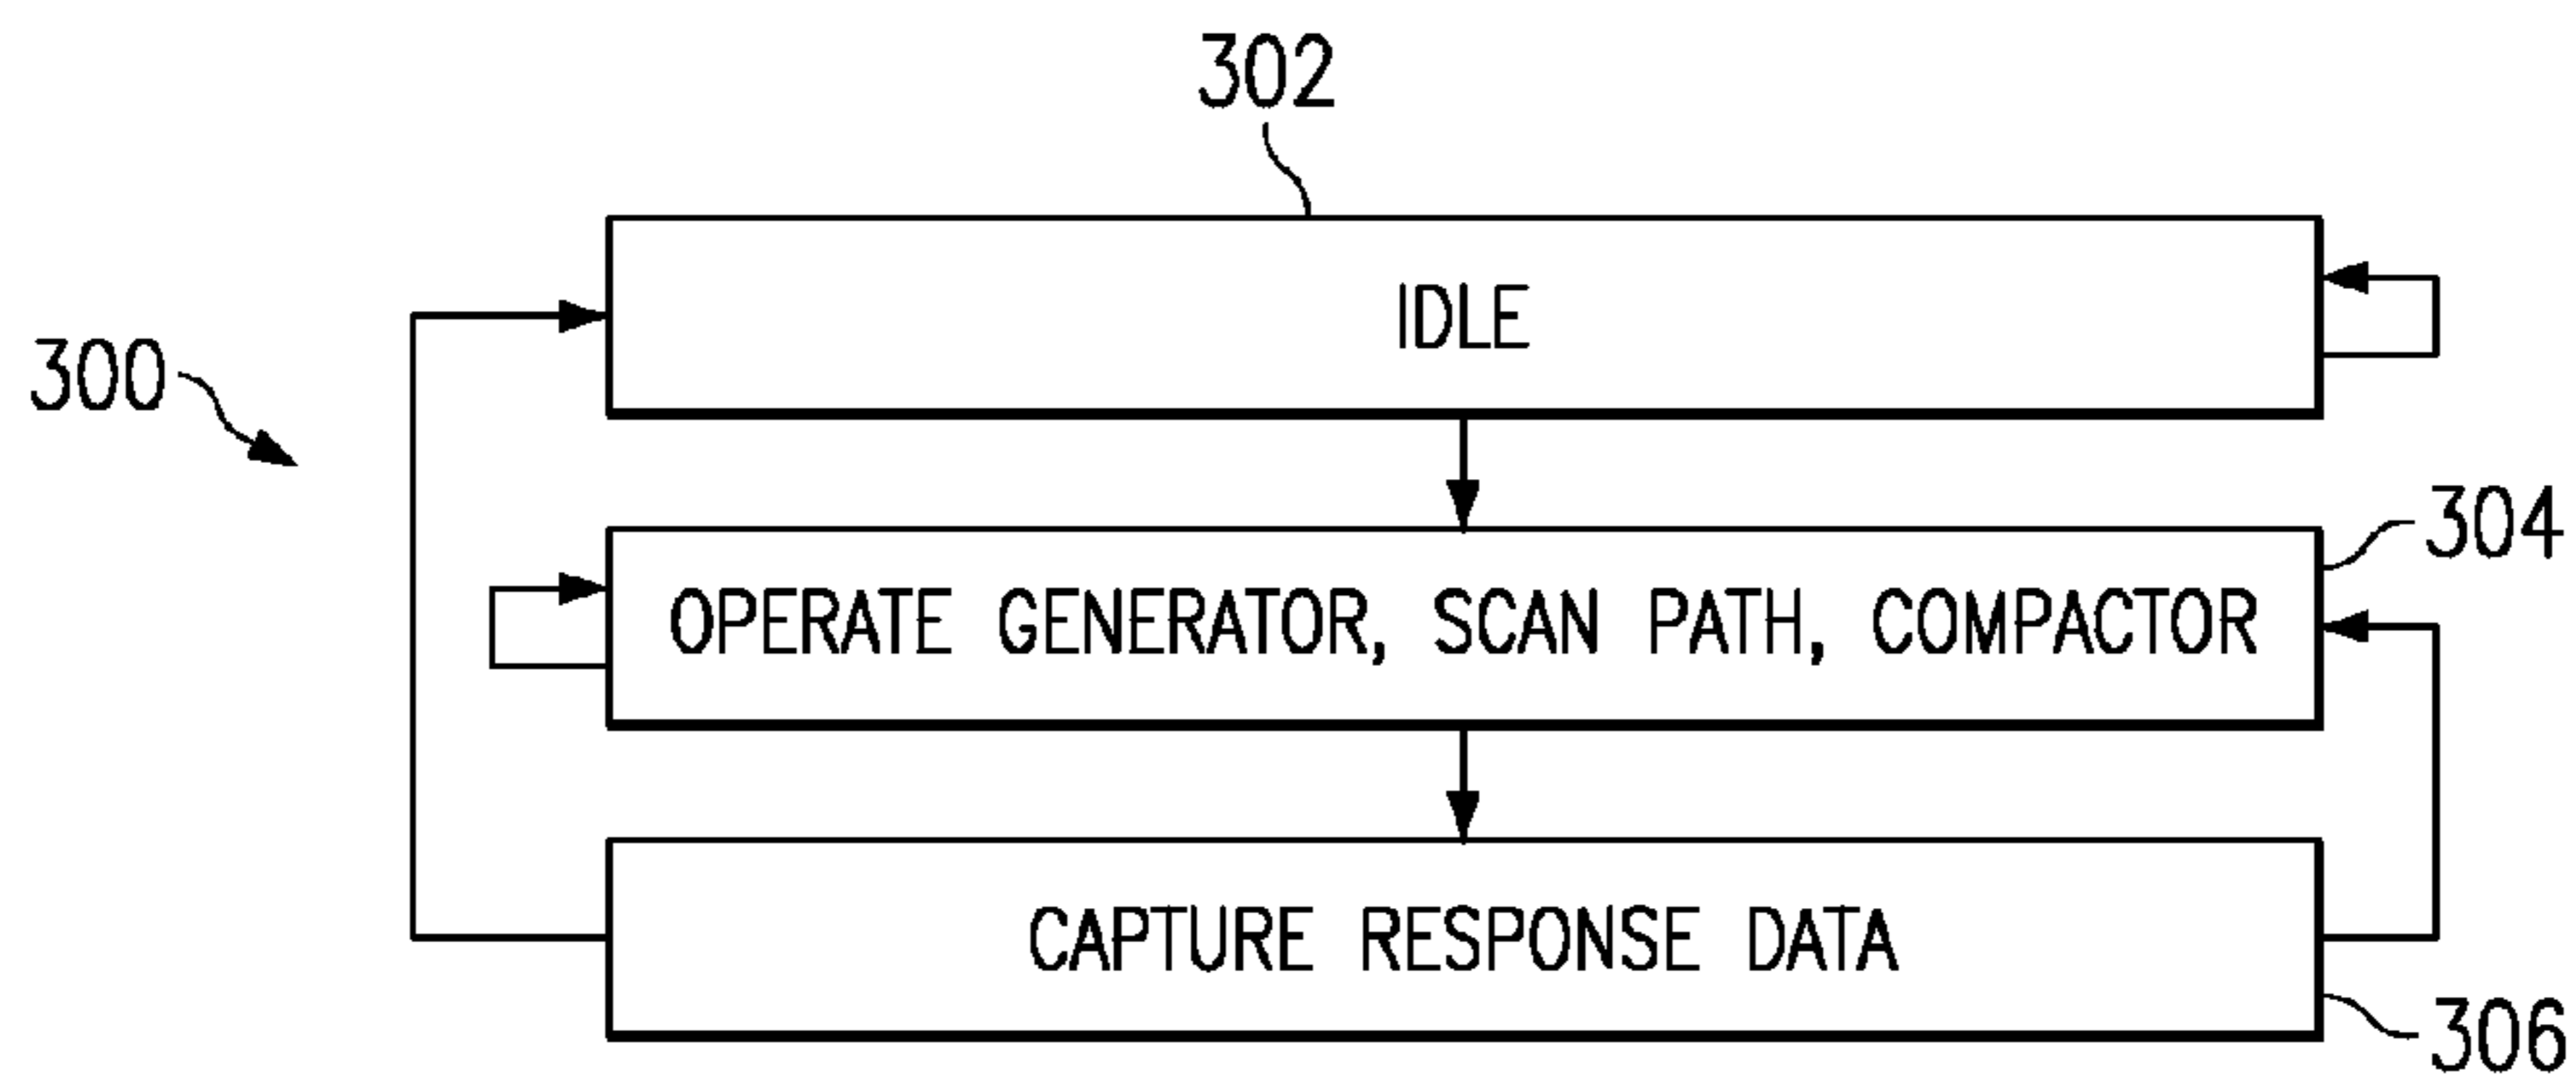 302
IDLE
300
304
OPERATE GENERATOR, SCAN PATH, COMPACTOR
CAPTURE RESPONSE DATA
306